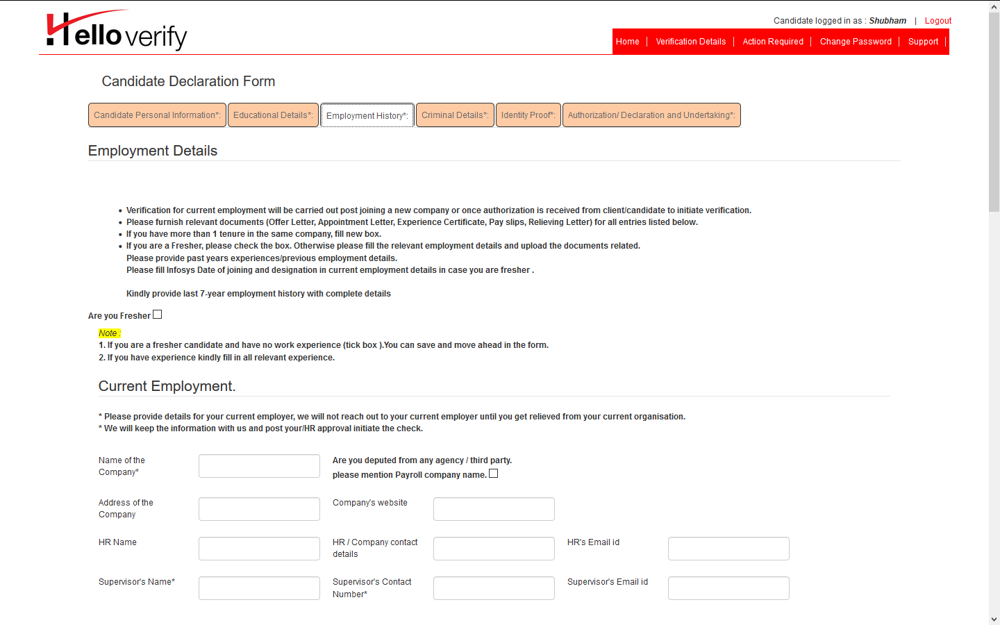 Hello verify
Candidate logged in as : Shubham | Logout
Home | Verification Details | Action Required | Change Password | Support |
Candidate Declaration Form
Candidate Personal Information*: Educational Details*: Employment History*: Criminal Details*: Identity Proof*: Authorization/ Declaration and Undertaking*:
Employment Details
• Verification for current employment will be carried out post joining a new company or once authorization is received from client/candidate to initiate verification.
• Please furnish relevant documents (Offer Letter, Appointment Letter, Experience Certificate, Pay slips, Relieving Letter) for all entries listed below.
• If you have more than 1 tenure in the same company, fill new box.
• If you are a Fresher, please check the box. Otherwise please fill the relevant employment details and upload the documents related.
Please provide past years experiences/previous employment details.
Please fill Infosys Date of joining and designation in current employment details in case you are fresher .
Kindly provide last 7-year employment history with complete details
Are you Fresher
Note :
1. If you are a fresher candidate and have no work experience (tick box ).You can save and move ahead in the form.
2. If you have experience kindly fill in all relevant experience.
Current Employment.
* Please provide details for your current employer, we will not reach out to your current employer until you get relieved from your current organisation.
* We will keep the information with us and post your/HR approval initiate the check.
Name of the
Company*
Are you deputed from any agency / third party.
please mention Payroll company name.
Address of the
Company
Company's website
HR Name
HR / Company contact
details
HR's Email id
Supervisor's Name*
Supervisor's Contact
Number*
Supervisor's Email id